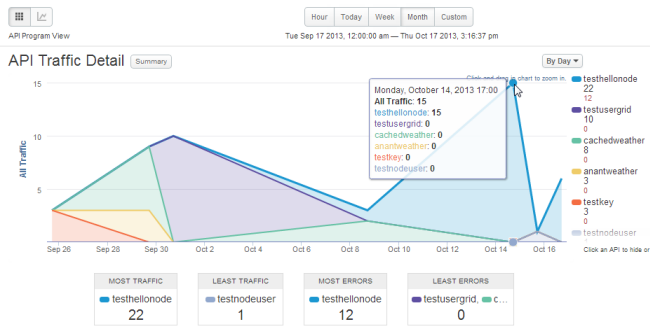 Hour Today Week Month Custom
API Program View
Tue Sep 17 2013, 12:00:00 am — Thu Oct 17 2013, 3:16:37 pm
API Traffic Detail Summary
By Day
Click and drag in chart to zoom in.
All Traffic
15
10
5
Sep 26 Sep 28 Sep 30 Oct 2 Oct 4 Oct 6 Oct 8 Oct 10 Oct 12 Oct 14 Oct 16
Monday, October 14, 2013 17:00
All Traffic: 15
testhellonode: 15
testusergrid: 0
cachedweather: 0
anantweather: 0
testkey: 0
testnodeuser: 0
testhellonode
22
12
testusergrid
10
0
cachedweather
8
0
anantweather
3
0
testkey
3
0
testnodeuser
1
Click an API to hide or
MOST TRAFFIC
testhellonode
22
LEAST TRAFFIC
testnodeuser
1
MOST ERRORS
testhellonode
12
LEAST ERRORS
testusergrid, c…
0